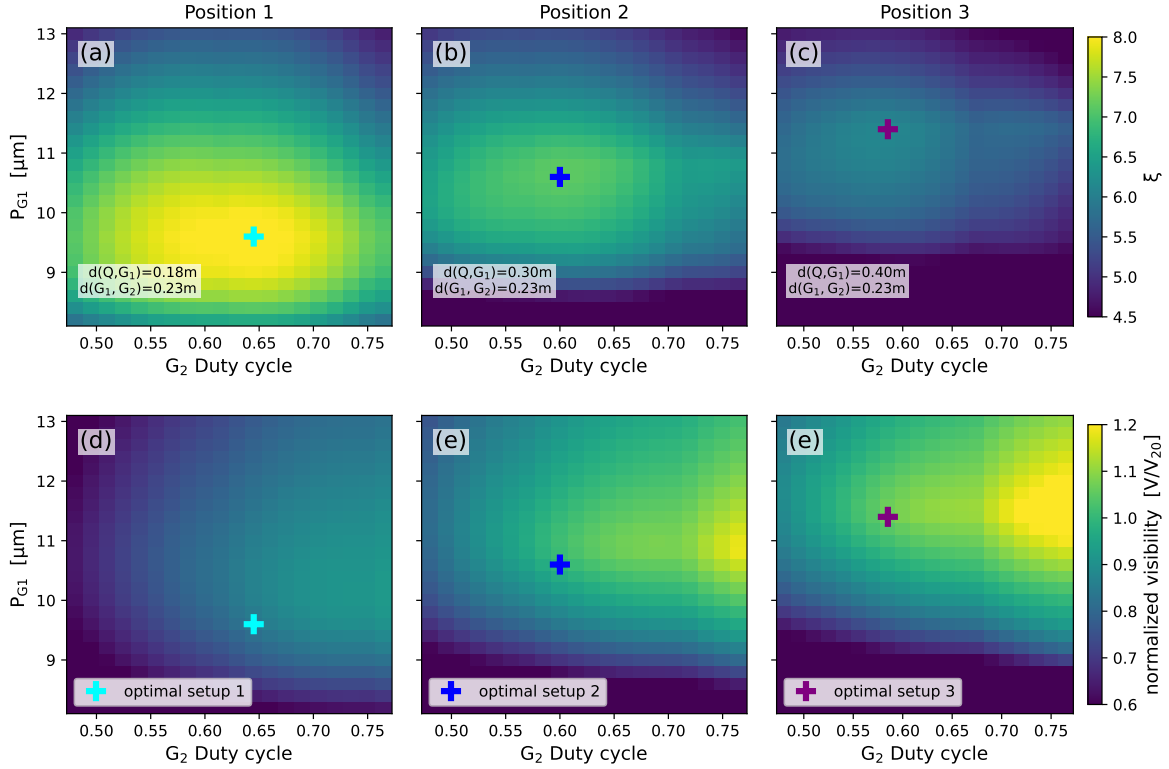 Position 1
Position 2
Position 3
(a)
(b)
(c)
13
12
11
10
9
P_G1 [μm]
d(Q,G₁)=0.18m
d(G₁, G₂)=0.23m
d(Q,G₁)=0.30m
d(G₁, G₂)=0.23m
d(Q,G₁)=0.40m
d(G₁, G₂)=0.23m
0.50 0.55 0.60 0.65 0.70 0.75
0.50 0.55 0.60 0.65 0.70 0.75
0.50 0.55 0.60 0.65 0.70 0.75
G₂ Duty cycle
G₂ Duty cycle
G₂ Duty cycle
8.0
7.5
7.0
6.5
6.0
5.5
5.0
4.5
ξ
(d)
(e)
(e)
13
12
11
10
9
P_G1 [μm]
optimal setup 1
optimal setup 2
optimal setup 3
0.50 0.55 0.60 0.65 0.70 0.75
0.50 0.55 0.60 0.65 0.70 0.75
0.50 0.55 0.60 0.65 0.70 0.75
G₂ Duty cycle
G₂ Duty cycle
G₂ Duty cycle
1.2
1.1
1.0
0.9
0.8
0.7
0.6
normalized visibility [V/V₂₀]